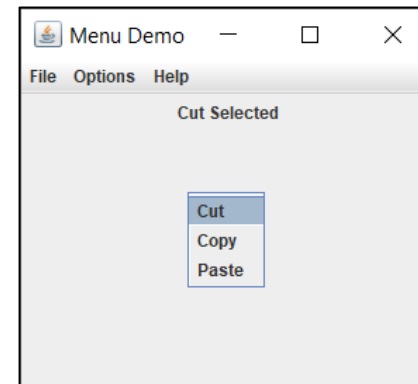 Menu Demo
File Options Help
Cut Selected
Cut
Copy
Paste